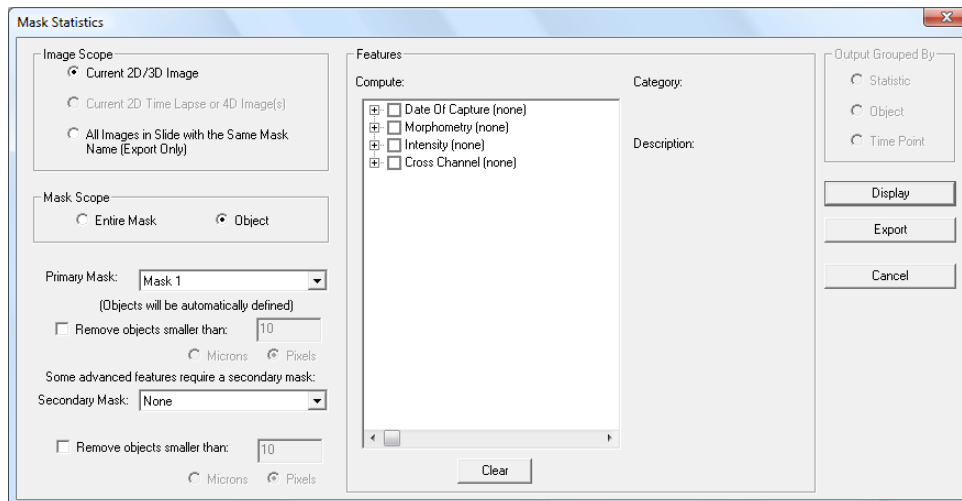 Mask Statistics
Image Scope
Current 2D/3D Image
Current 2D Time Lapse or 4D Image(s)
All Images in Slide with the Same Mask
Name (Export Only)
Mask Scope
Entire Mask
Object
Primary Mask:
Mask 1
(Objects will be automatically defined)
Remove objects smaller than:
10
Microns
Pixels
Some advanced features require a secondary mask:
Secondary Mask:
None
Remove objects smaller than:
10
Microns
Pixels
Features
Compute:
Date Of Capture (none)
Morphometry (none)
Intensity (none)
Cross Channel (none)
Clear
Category:
Description:
Output Grouped By
Statistic
Object
Time Point
Display
Export
Cancel